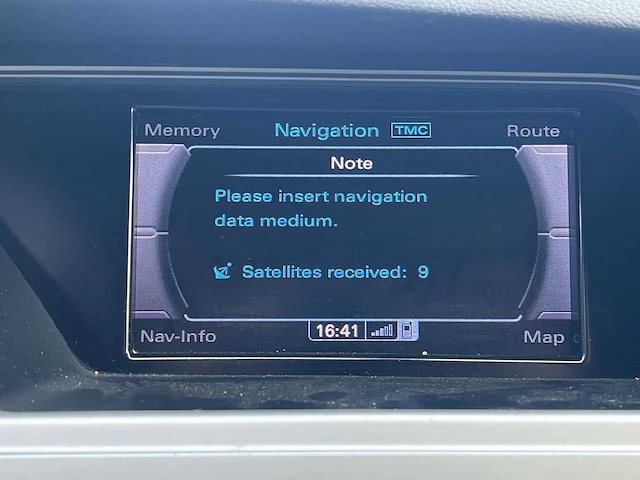 Memory Navigation TMC Route
Note
Please insert navigation
data medium.
Satellites received: 9
16:41
Nav-Info Map